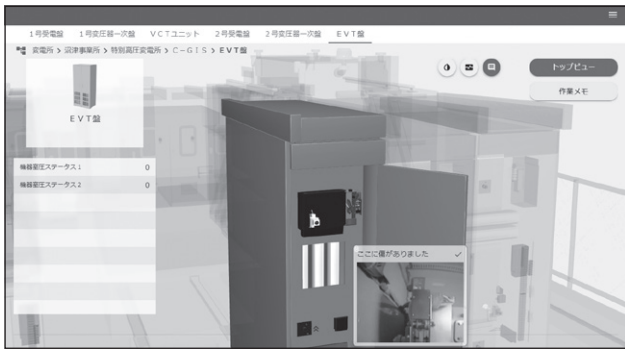 1号受電盤 1号変圧器一次盤 VCTユニット 2号受電盤 2号変圧器一次盤 EVT盤
変電所 > 沼津事業所 > 特別高圧変電所 > C-GIS > EVT盤
トップビュー
作業メモ
EVT盤
機器重圧ステータス1 0
機器重圧ステータス2 0
ここに傷がありました